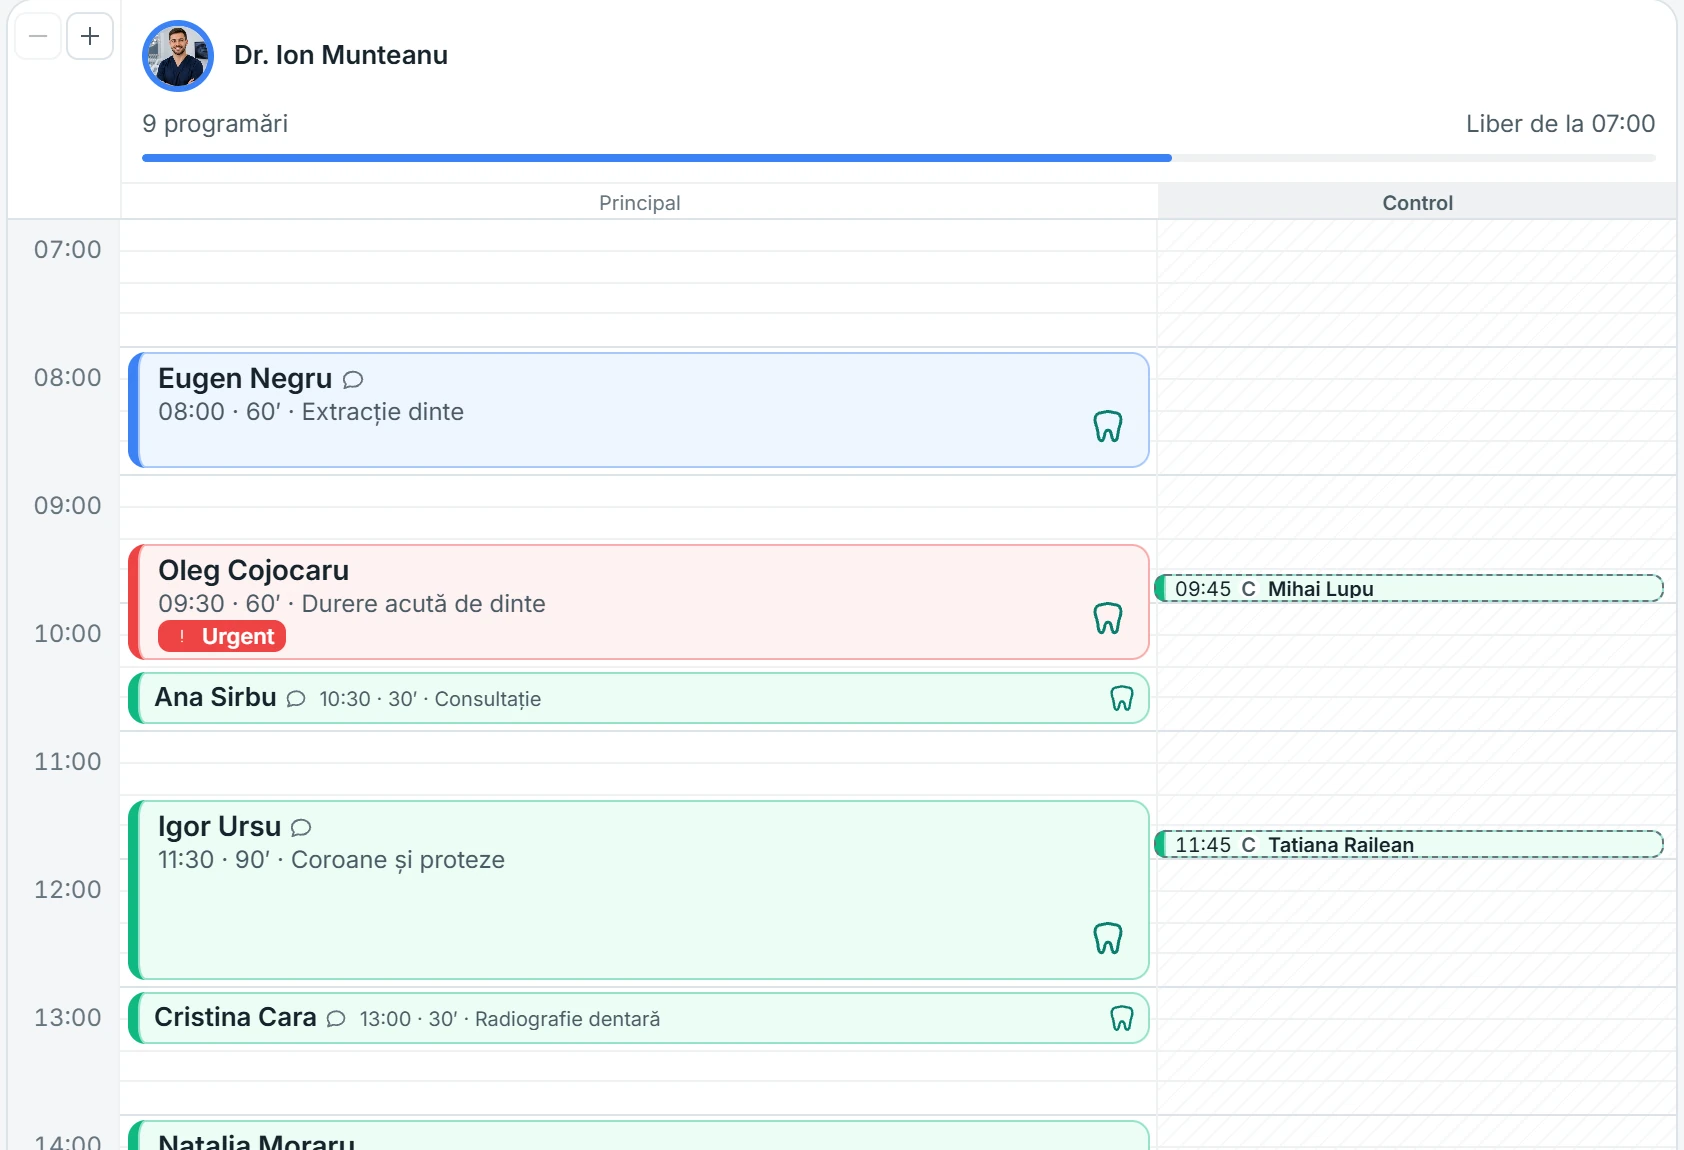 Dr. Ion Munteanu
9 programări
Liber de la 07:00
Principal
Control
07:00
08:00
Eugen Negru
08:00 · 60′ · Extracție dinte
09:00
Oleg Cojocaru
09:30 · 60′ · Durere acută de dinte
! Urgent
09:45 C Mihai Lupu
10:00
Ana Sirbu 10:30 · 30′ · Consultație
11:00
Igor Ursu
11:30 · 90′ · Coroane și proteze
11:45 C Tatiana Railean
12:00
13:00
Cristina Cara 13:00 · 30′ · Radiografie dentară
14:00
Natalia Moraru